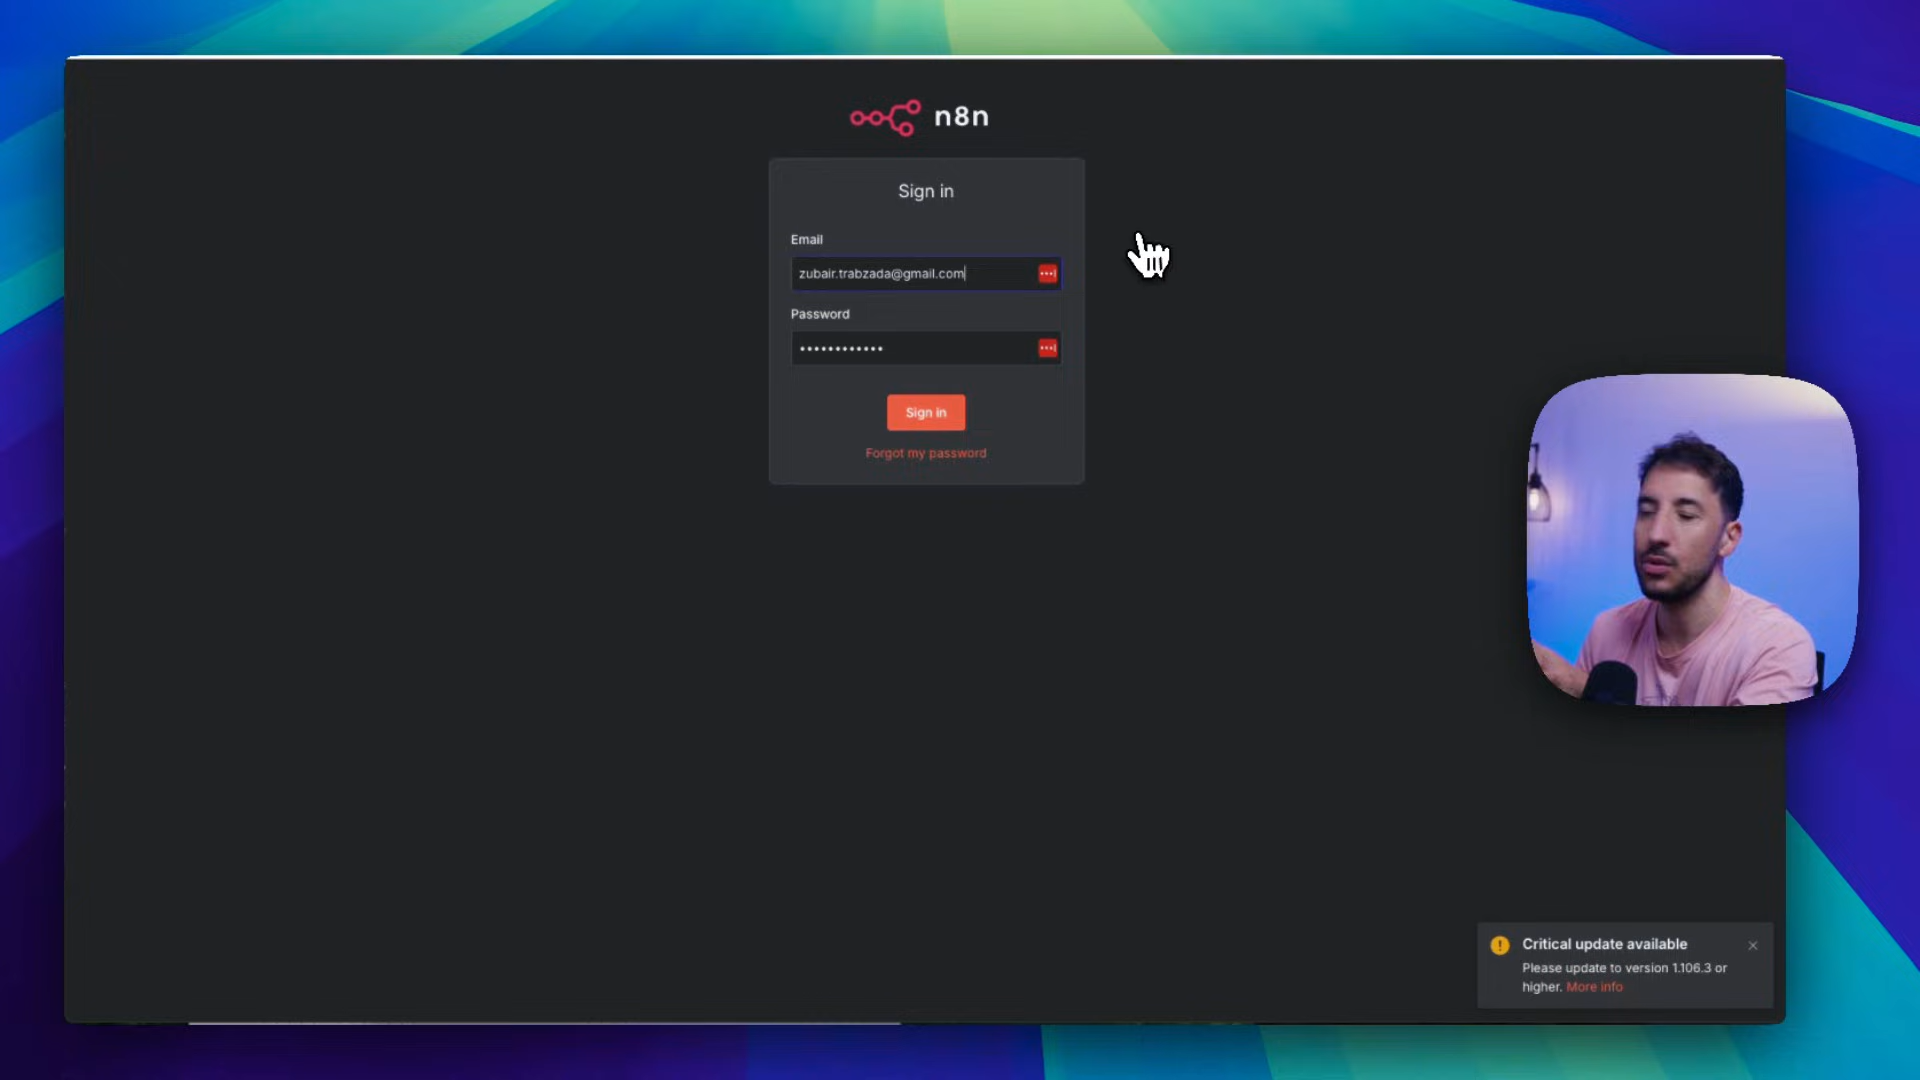 n8n
Sign in
Email
zubair.trabzada@gmail.com
Password
Sign in
Forgot my password
Critical update available
Please update to version 1.106.3 or
higher. More info